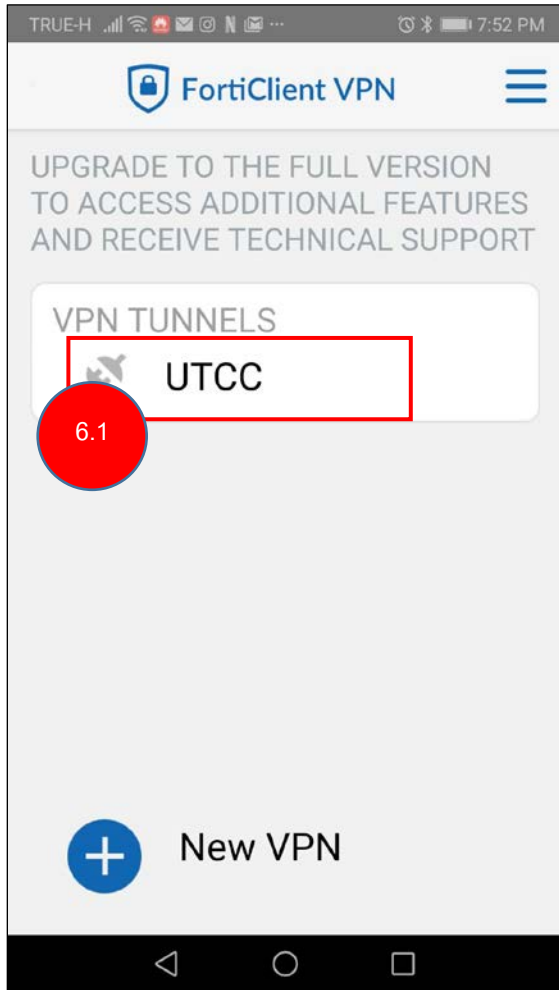 TRUE-H 7:52 PM
FortiClient VPN
UPGRADE TO THE FULL VERSION
TO ACCESS ADDITIONAL FEATURES
AND RECEIVE TECHNICAL SUPPORT
VPN TUNNELS
UTCC
6.1
New VPN